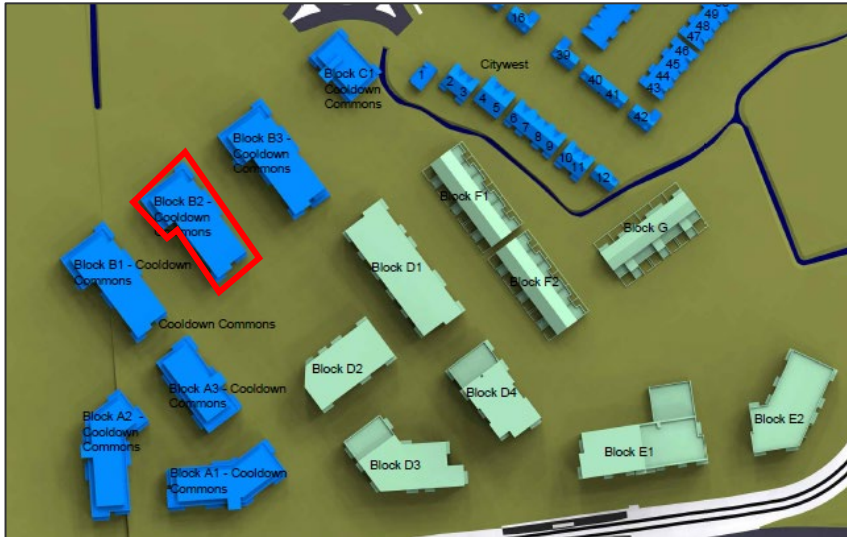 16
49
48
47
46
45
44
43
39
40
41
42
Citywest
1
2
3
4
5
6
7
8
9
10
11
12
Block C1 -
Cooldown
Commons
Block B3 -
Cooldown
Commons
Block B2 -
Cooldown
Commons
Block B1 - Cooldown
Commons
Cooldown Commons
Block A3 - Cooldown
Commons
Block A2 -
Cooldown
Commons
Block A1 - Cooldown
Commons
Block F1
Block F2
Block G
Block D1
Block D2
Block D4
Block D3
Block E1
Block E2